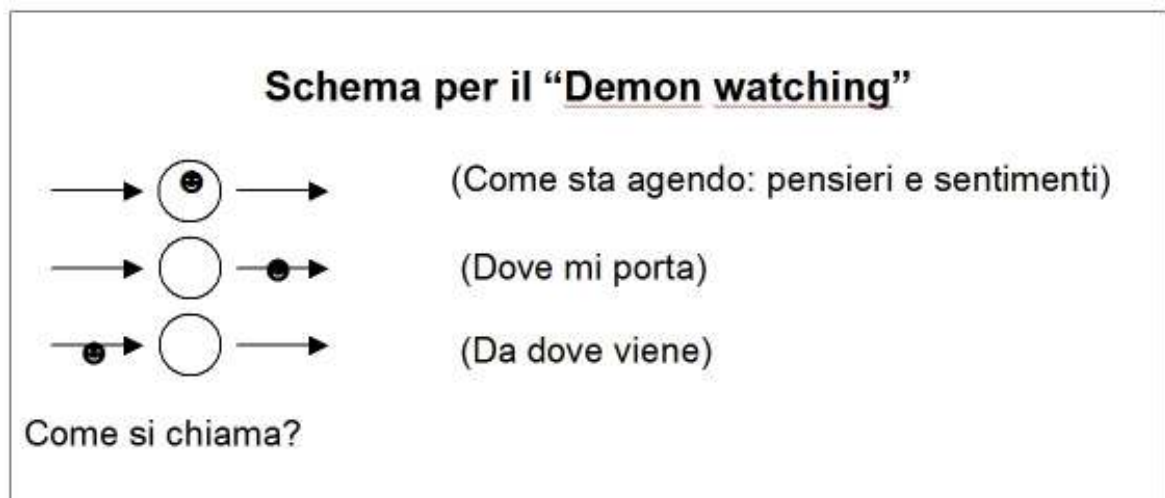 Schema per il “Demon watching”
(Come sta agendo: pensieri e sentimenti)
(Dove mi porta)
(Da dove viene)
Come si chiama?